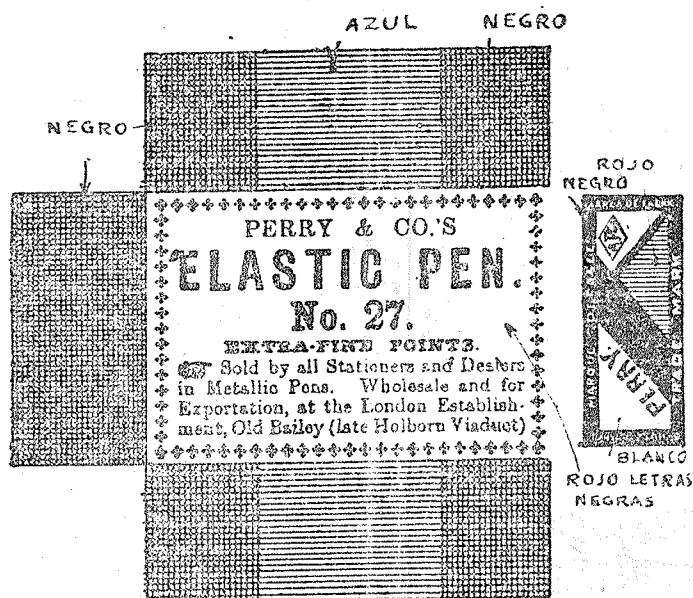 AZUL NEGRO
NEGRO
ROJO
NEGRO
PERRY & CO.'S
ELASTIC PEN.
No. 27.
EXTRA-FINE POINTS.
Sold by all Stationers and Dealers
in Metallic Pens. Wholesale and for
Exportation, at the London Establish-
ment, Old Bailey (late Holborn Viaduct)
TRADE MARK
PERRY.
BLANCO
ROJO LETRAS
NEGRAS